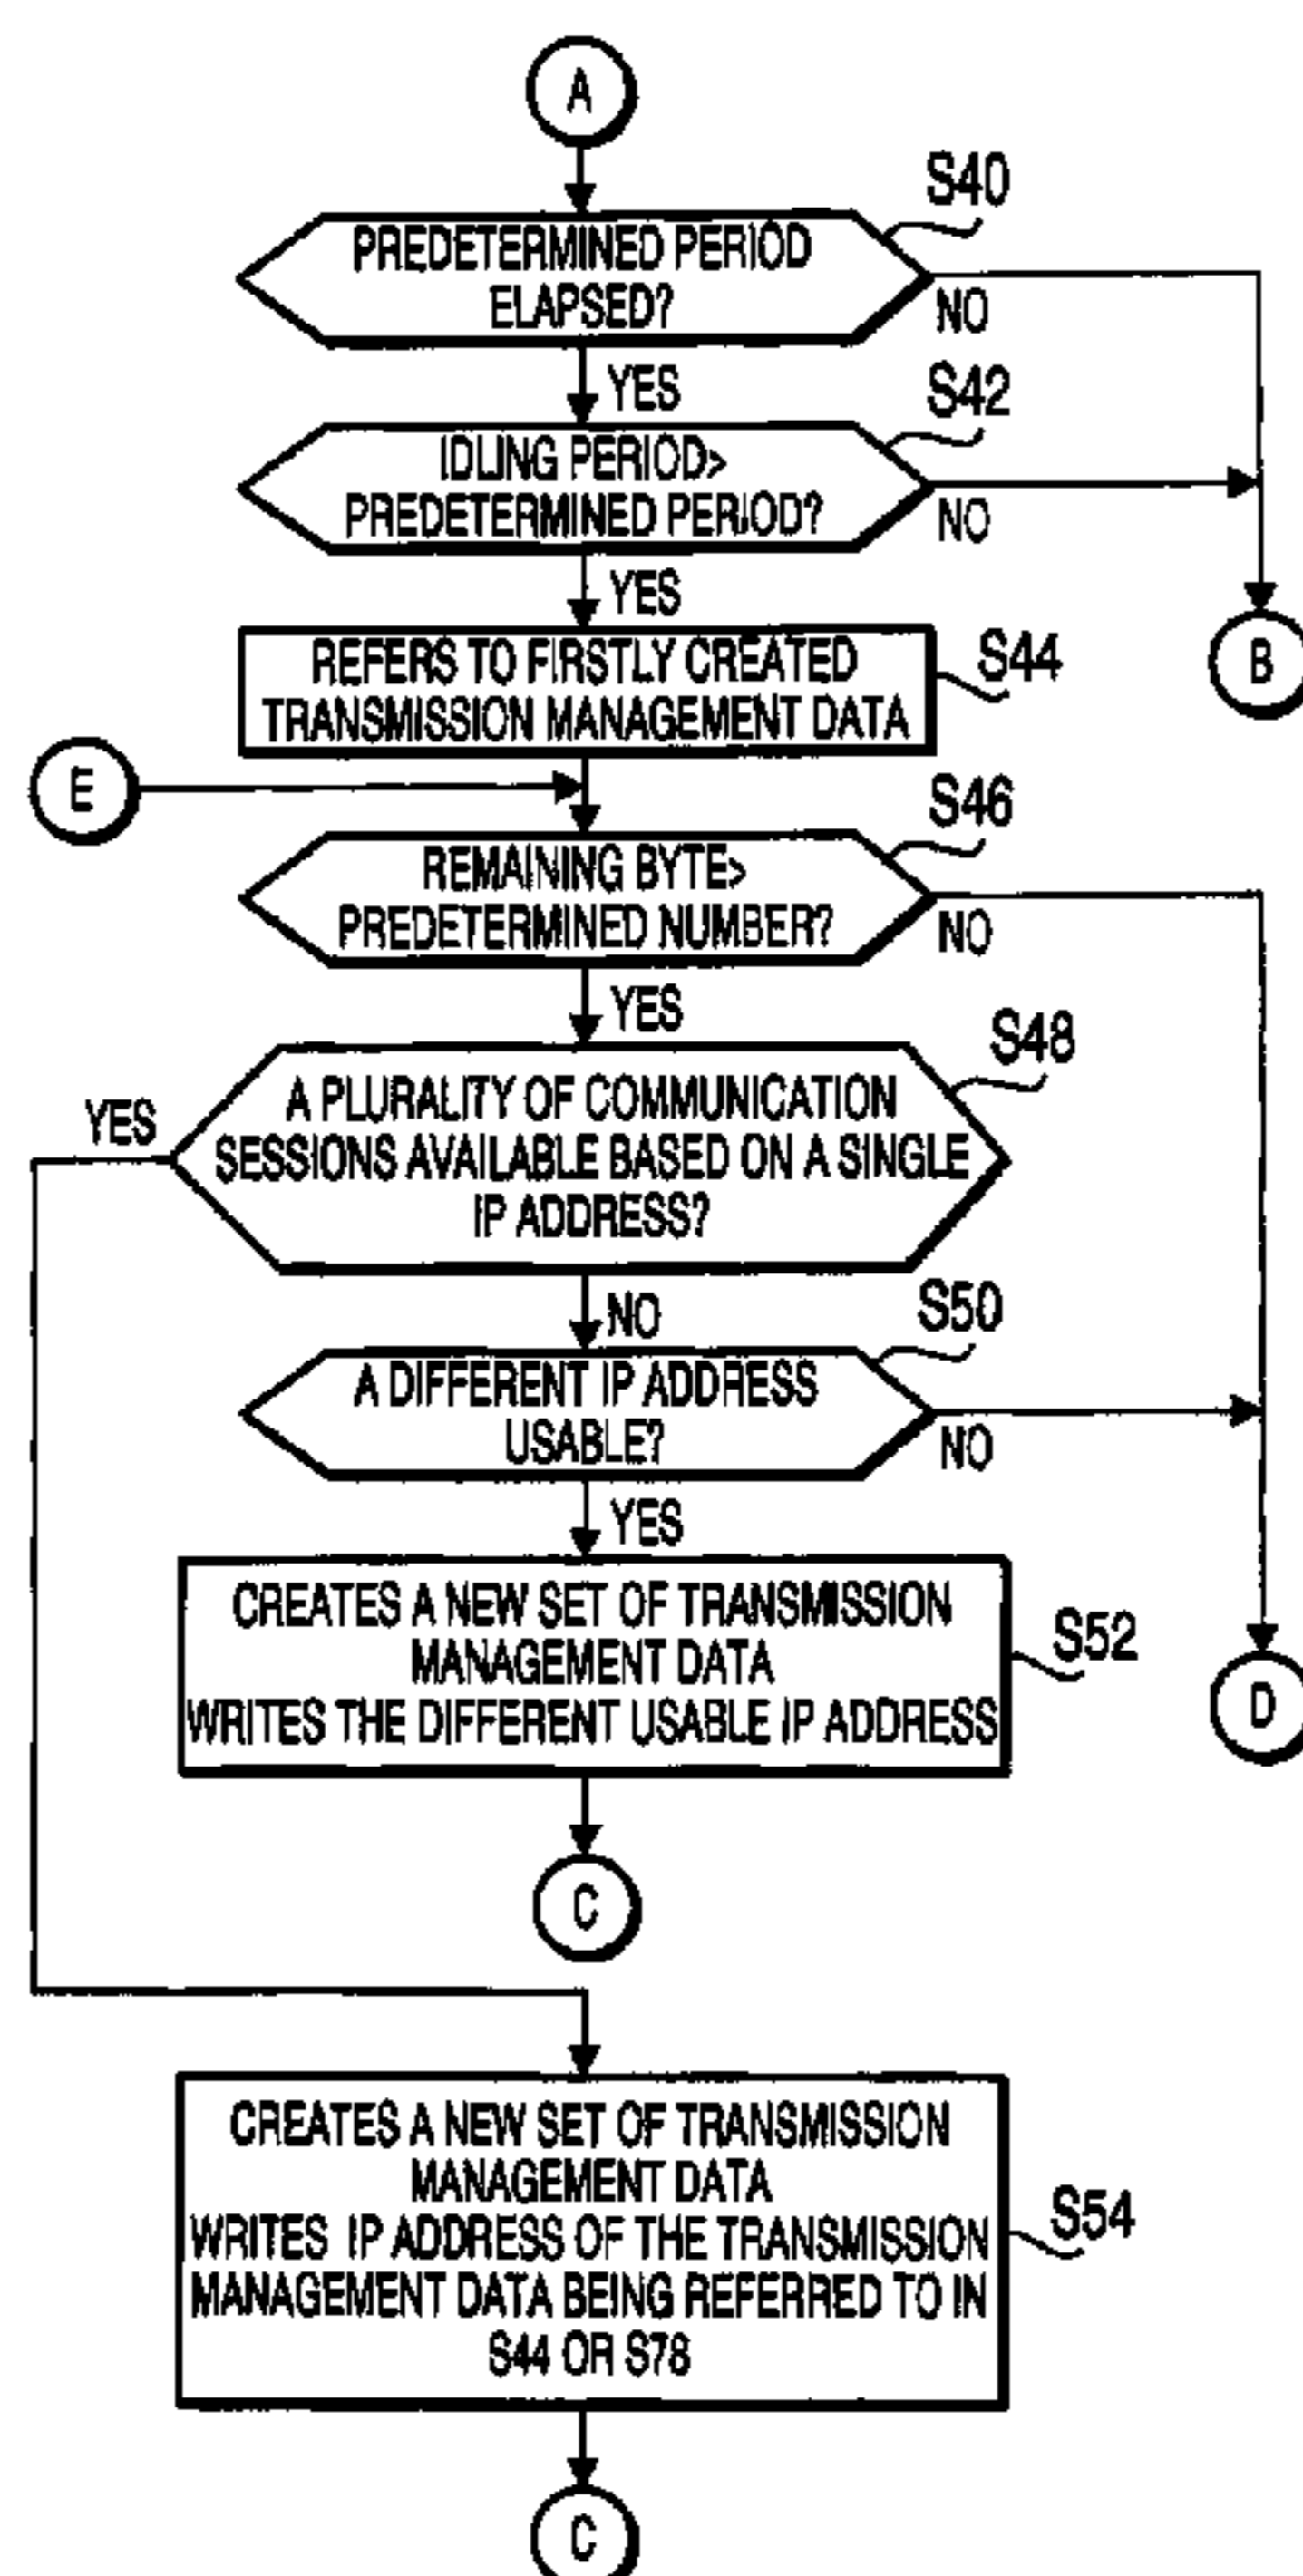 A
S40
PREDETERMINED PERIOD
ELAPSED?
NO
YES
S42
IDLING PERIOD>
PREDETERMINED PERIOD?
NO
YES
B
S44
REFERS TO FIRSTLY CREATED
TRANSMISSION MANAGEMENT DATA
E
S46
REMAINING BYTE>
PREDETERMINED NUMBER?
NO
YES
S48
A PLURALITY OF COMMUNICATION
SESSIONS AVAILABLE BASED ON A SINGLE
IP ADDRESS?
YES
NO
S50
A DIFFERENT IP ADDRESS
USABLE?
NO
YES
S52
CREATES A NEW SET OF TRANSMISSION
MANAGEMENT DATA
WRITES THE DIFFERENT USABLE IP ADDRESS
D
C
CREATES A NEW SET OF TRANSMISSION
MANAGEMENT DATA
WRITES IP ADDRESS OF THE TRANSMISSION
MANAGEMENT DATA BEING REFERRED TO IN
S44 OR S78
S54
C